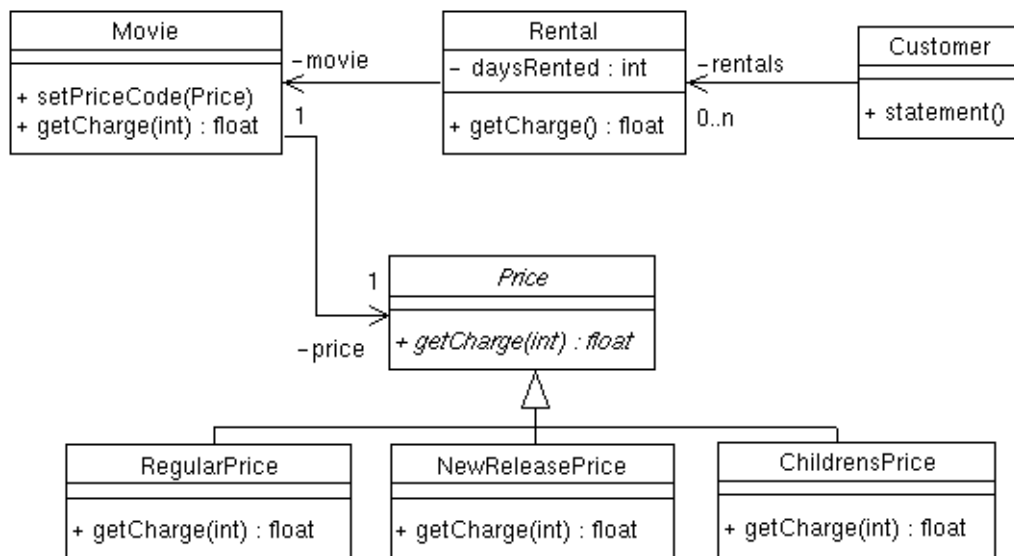 Movie
+ setPriceCode(Price)
+ getCharge(int) : float
–movie
1
Rental
– daysRented : int
+ getCharge() : float
–rentals
0..n
Customer
+ statement()
1
–price
Price
+ getCharge(int) : float
RegularPrice
+ getCharge(int) : float
NewReleasePrice
+ getCharge(int) : float
ChildrensPrice
+ getCharge(int) : float